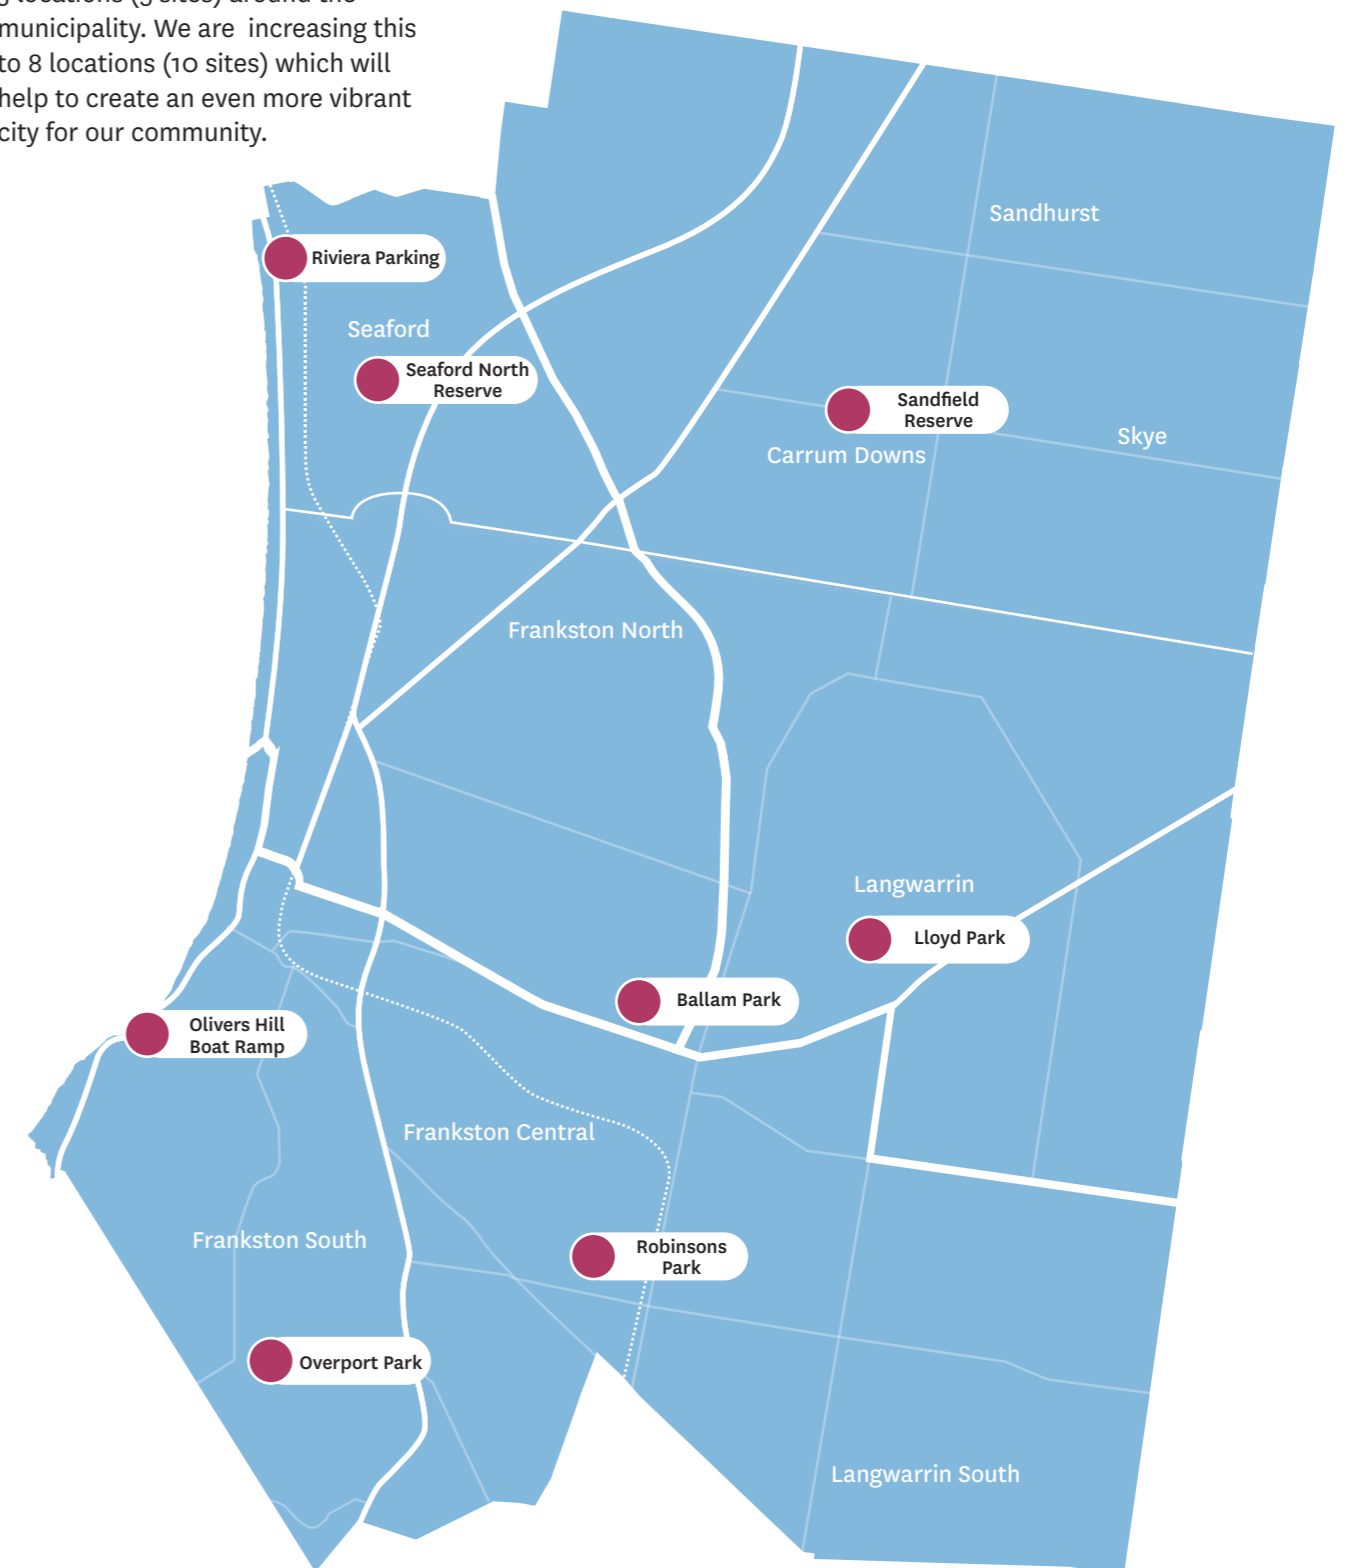 municipality. We are increasing this
to 8 locations (10 sites) which will
help to create an even more vibrant
city for our community.
Sandhurst
Riviera Parking
Seaford
Seaford North
Reserve
Sandfield
Reserve
Skye
Carrum Downs
Frankston North
Langwarrin
Lloyd Park
Ballam Park
Olivers Hill
Boat Ramp
Frankston Central
Frankston South
Robinsons
Park
Overport Park
Langwarrin South